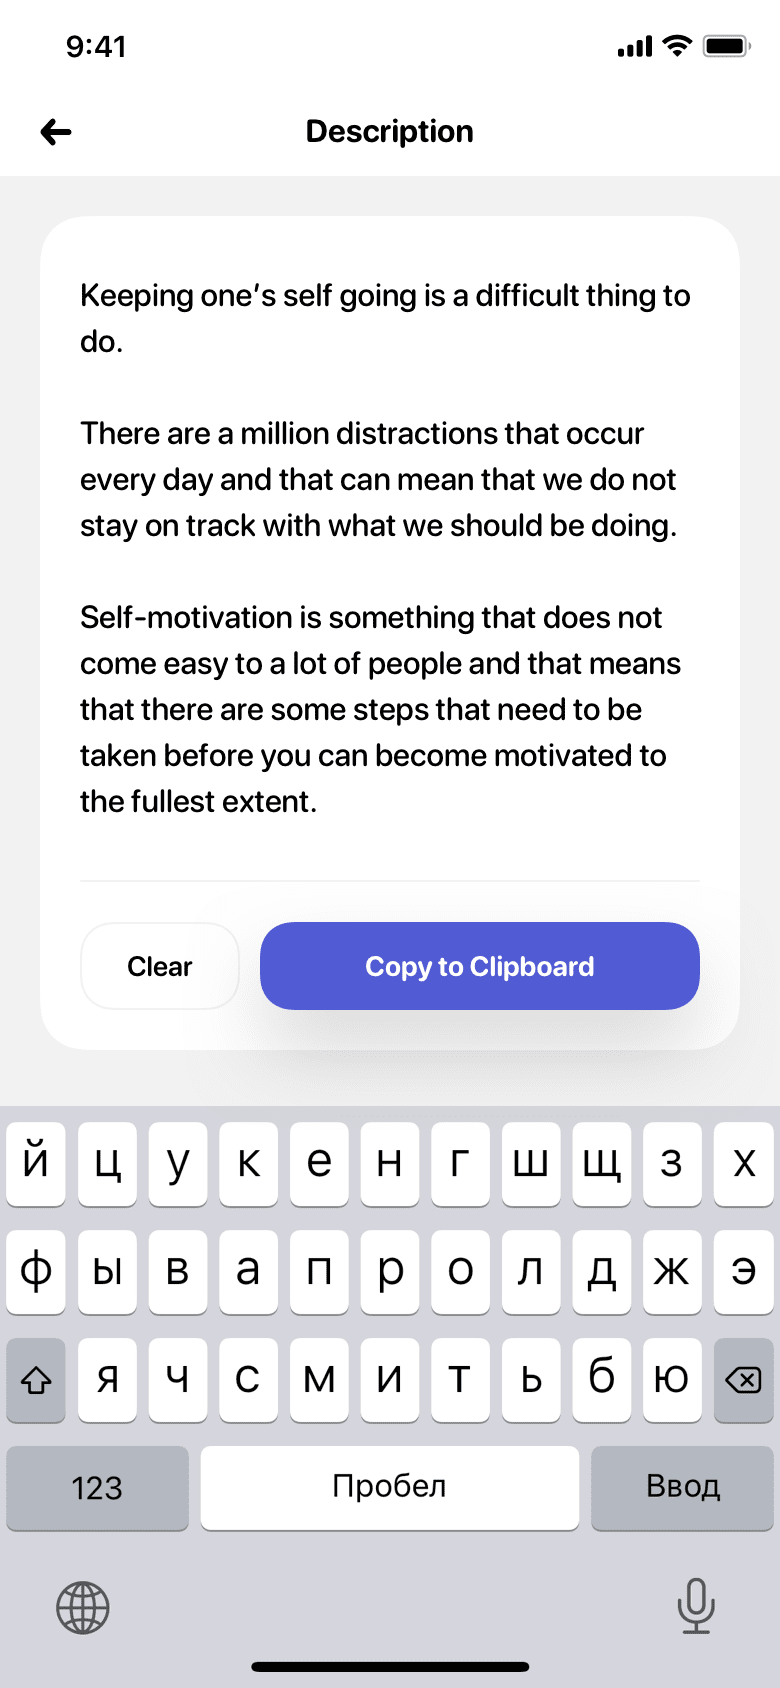 9:41
Description
Keeping one's self going is a difficult thing to
do.
There are a million distractions that occur
every day and that can mean that we do not
stay on track with what we should be doing.
Self-motivation is something that does not
come easy to a lot of people and that means
that there are some steps that need to be
taken before you can become motivated to
the fullest extent.
Clear Copy to Clipboard
й ц у к е н г ш щ з х
ф ы в а п р о л д ж э
я ч с м и т ь б ю
123 Пробел Ввод